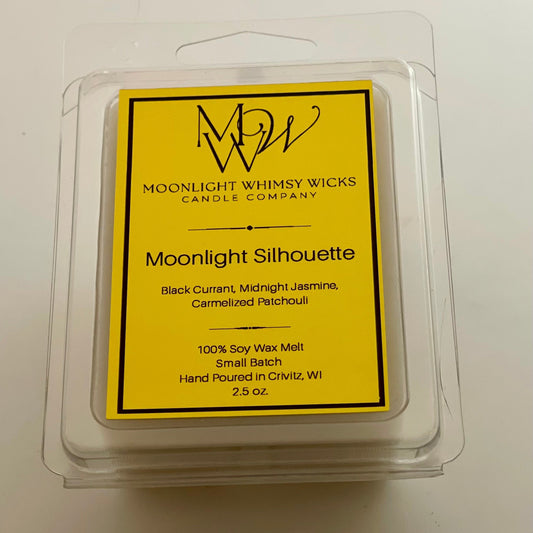 MWW
MOONLIGHT WHIMSY WICKS
CANDLE COMPANY
Moonlight Silhouette
Black Currant, Midnight Jasmine,
Carmelized Patchouli
100% Soy Wax Melt
Small Batch
Hand Poured in Crivitz, WI
2.5 oz.